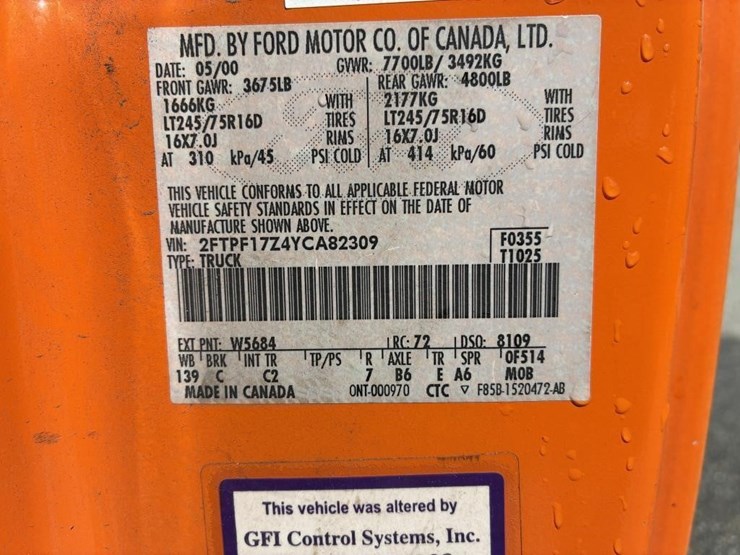 MFD. BY FORD MOTOR CO. OF CANADA, LTD.
DATE: 05/00 GVWR: 7700LB/ 3492KG
FRONT GAWR: 3675LB REAR GAWR: 4800LB
1666KG WITH 2177KG WITH
LT245/75R16D TIRES LT245/75R16D TIRES
16X7.0J RIMS 16X7.0J RIMS
AT 310 kPa/45 PSI COLD AT 414 kPa/60 PSI COLD
THIS VEHICLE CONFORMS TO ALL APPLICABLE FEDERAL MOTOR
VEHICLE SAFETY STANDARDS IN EFFECT ON THE DATE OF
MANUFACTURE SHOWN ABOVE.
VIN: 2FTPF17Z4YCA82309 F0355
TYPE: TRUCK T1025
EXT PNT: W5684 RC: 72 DSO: 8109
WB BRK INT TR TP/PS R AXLE TR SPR 10F514
139 C C2 7 B6 E A6 MOB
MADE IN CANADA ONT-000970 CTC ▽ F85B-1520472-AB
This vehicle was altered by
GFI Control Systems, Inc.